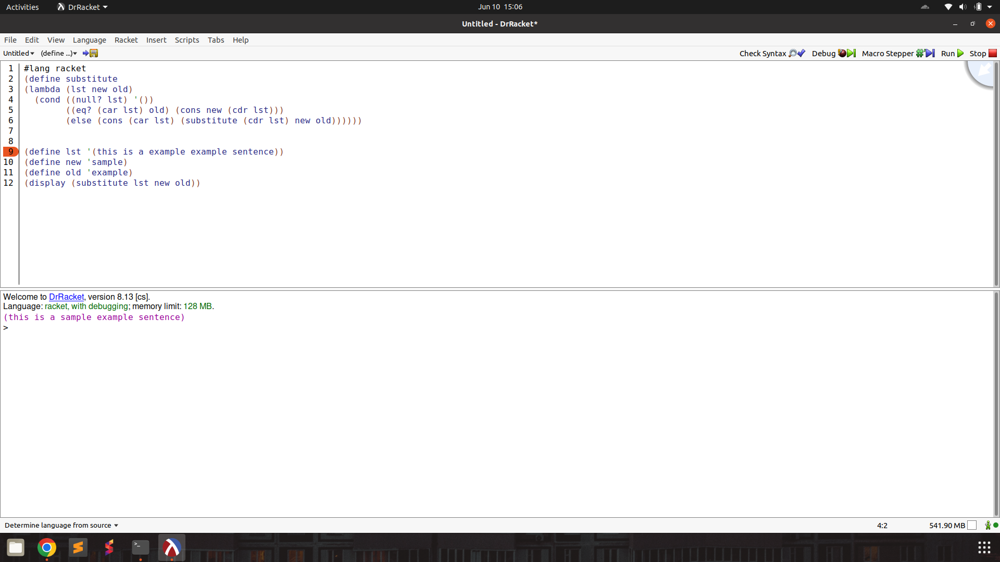 Activities DrRacket Jun 10 15:06
Untitled - DrRacket*
File Edit View Language Racket Insert Scripts Tabs Help
Untitled (define ...) Check Syntax Debug Macro Stepper #' Run Stop
1 #lang racket
2 (define substitute
3 (lambda (lst new old)
4   (cond ((null? lst) '())
5         ((eq? (car lst) old) (cons new (cdr lst)))
6         (else (cons (car lst) (substitute (cdr lst) new old))))))
7
8
9 (define lst '(this is a example example sentence))
10 (define new 'sample)
11 (define old 'example)
12 (display (substitute lst new old))
Welcome to DrRacket, version 8.13 [cs].
Language: racket, with debugging; memory limit: 128 MB.
(this is a sample example sentence)
>
Determine language from source 4:2 541.90 MB
>_